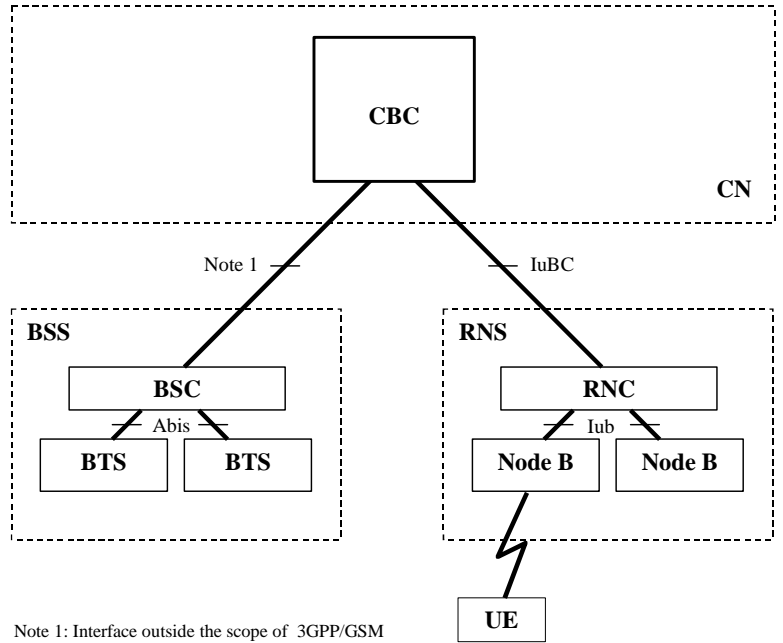 CBC
CN
Note 1
IuBC
BSS
RNS
BSC
RNC
Abis
Iub
BTS
BTS
Node B
Node B
UE
Note 1: Interface outside the scope of 3GPP/GSM